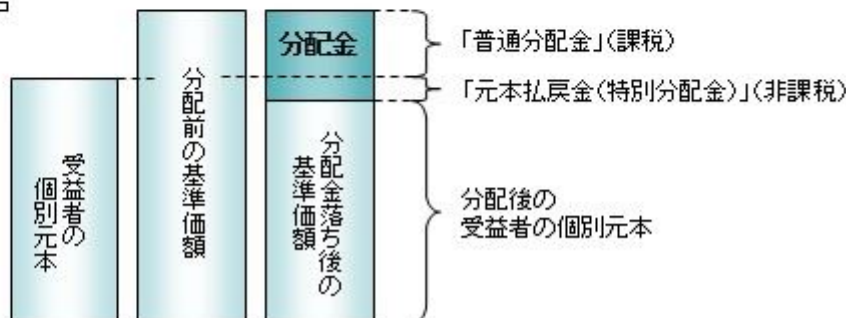 受益者の
個別元本
分配前の基準価額
分配金
分配金落ち後の
基準価額
「普通分配金」(課税)
「元本払戻金(特別分配金)」(非課税)
分配後の
受益者の個別元本